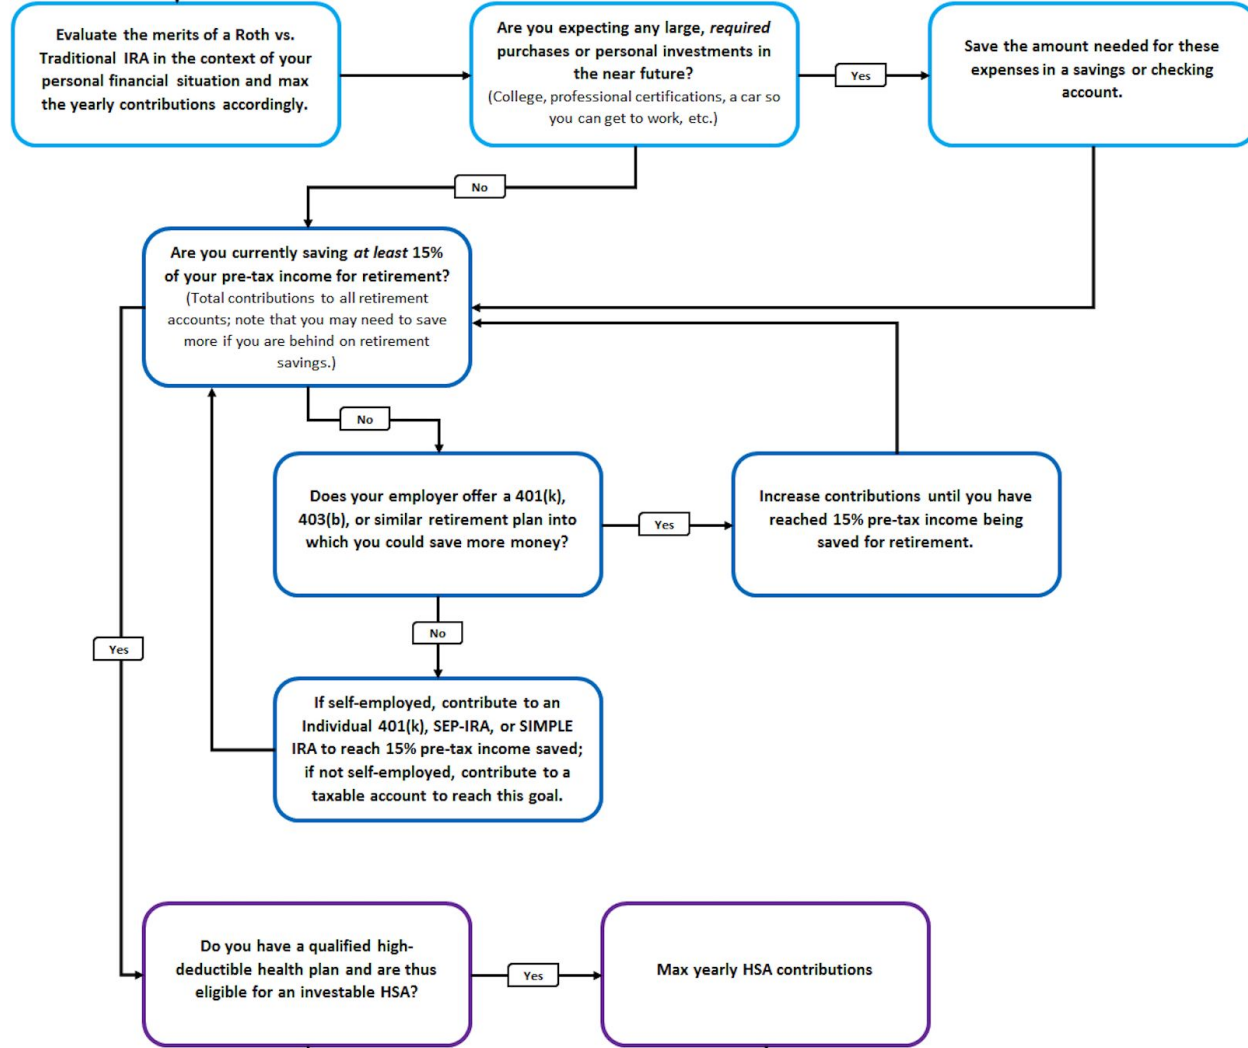 Evaluate the merits of a Roth vs.
Traditional IRA in the context of your
personal financial situation and max
the yearly contributions accordingly.
Are you expecting any large, required
purchases or personal investments in
the near future?
(College, professional certifications, a car so
you can get to work, etc.)
Yes
Save the amount needed for these
expenses in a savings or checking
account.
No
Are you currently saving at least 15%
of your pre-tax income for retirement?
(Total contributions to all retirement
accounts; note that you may need to save
more if you are behind on retirement
savings.)
No
Does your employer offer a 401(k),
403(b), or similar retirement plan into
which you could save more money?
Yes
Increase contributions until you have
reached 15% pre-tax income being
saved for retirement.
No
Yes
If self-employed, contribute to an
Individual 401(k), SEP-IRA, or SIMPLE
IRA to reach 15% pre-tax income saved;
if not self-employed, contribute to a
taxable account to reach this goal.
Do you have a qualified high-
deductible health plan and are thus
eligible for an investable HSA?
Yes
Max yearly HSA contributions